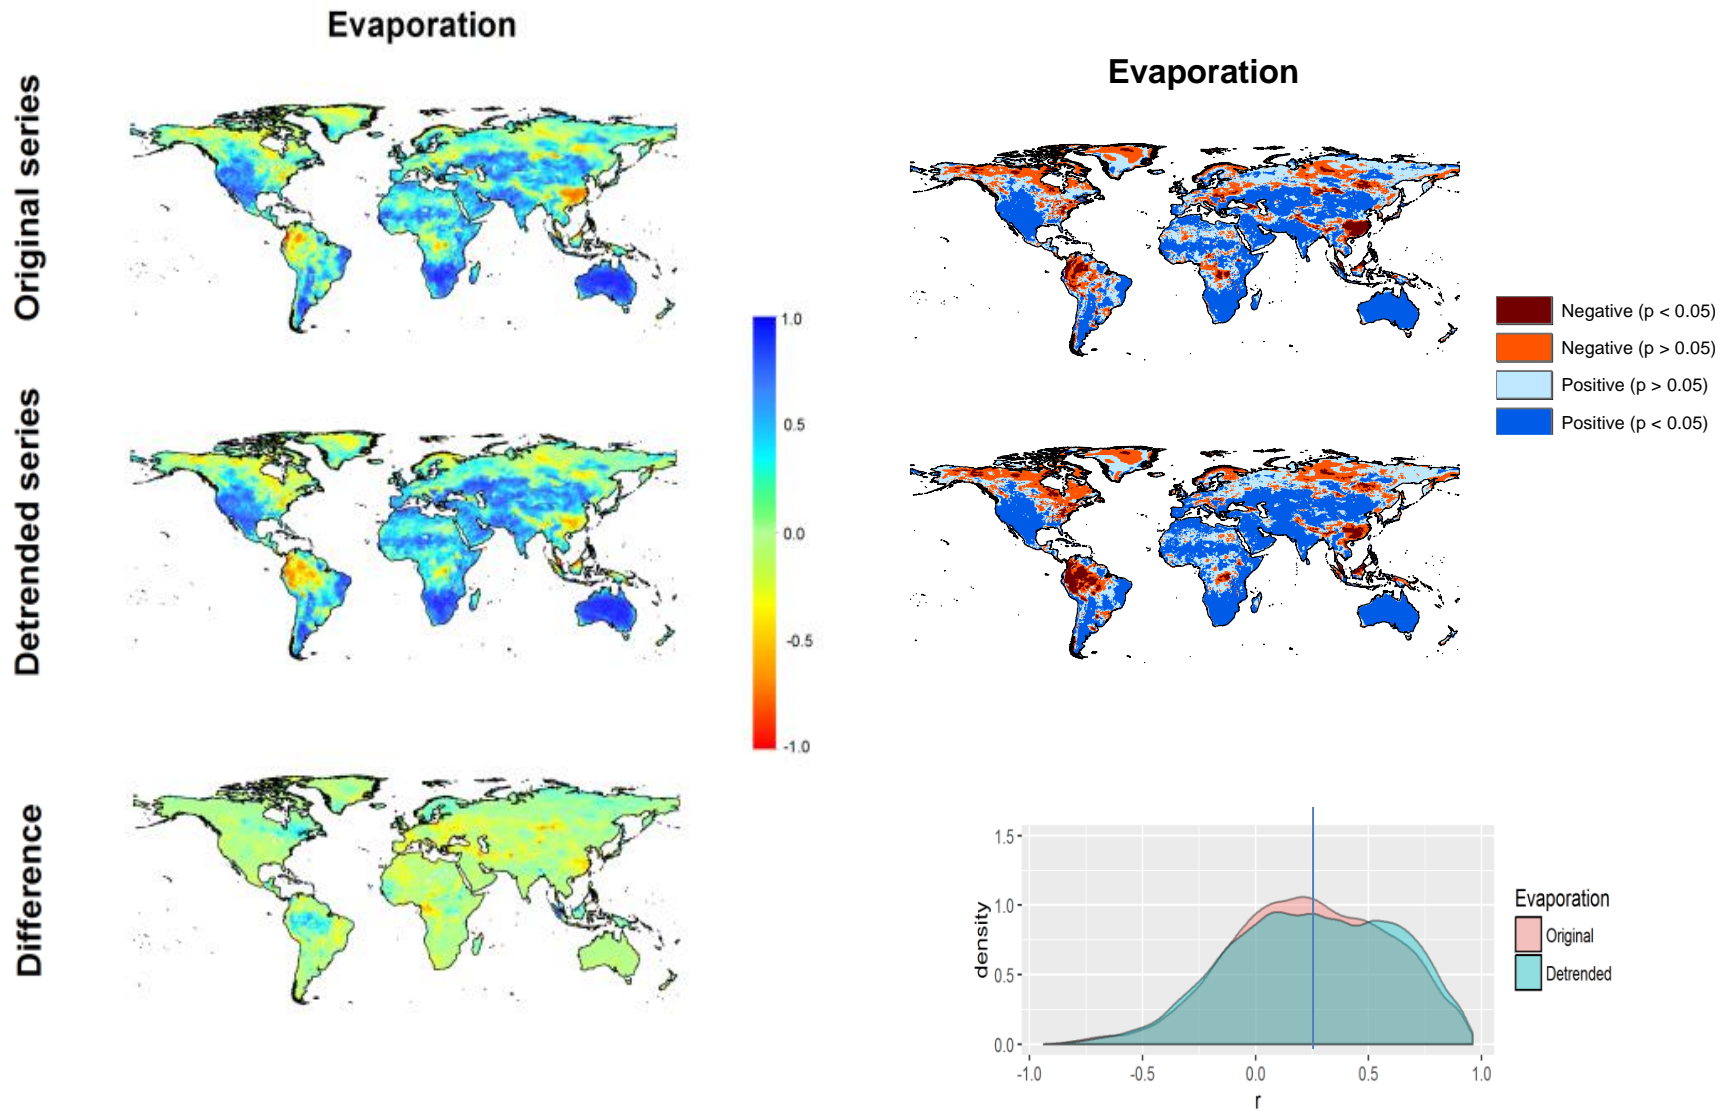 Evaporation
Original series
Detrended series
Difference
1.0
0.5
0.0
-0.5
-1.0
Evaporation
Negative (p < 0.05)
Negative (p > 0.05)
Positive (p > 0.05)
Positive (p < 0.05)
density
1.5
1.0
0.5
0.0
-1.0
-0.5
0.0
0.5
1.0
r
Evaporation
Original
Detrended